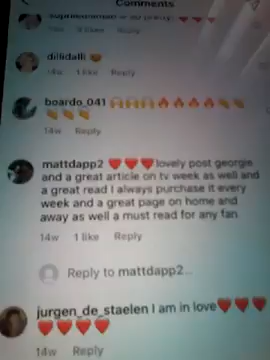 Comments
Reply
dillidalli
14w 1 like Reply
boardo_041 🙌🙌🙌🔥🔥🔥🔥👏👏
👏👏👏
14w Reply
mattdapp2 ❤️❤️❤️lovely post georgie
and a great article on tv week as well and
a great read I always purchase it every
week and a great page on home and
away as well a must read for any fan
14w 1 like Reply
Reply to mattdapp2...
jurgen_de_staelen I am in love❤️❤️❤️
❤️❤️❤️❤️
14w Reply